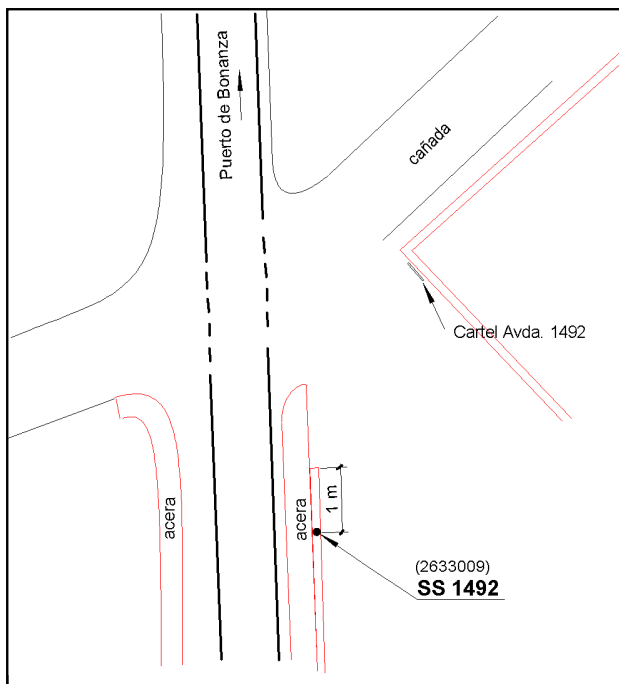 Puerto de Bonanza
cañada
Cartel Avda. 1492
acera
acera
1 m
(2633009)
SS 1492